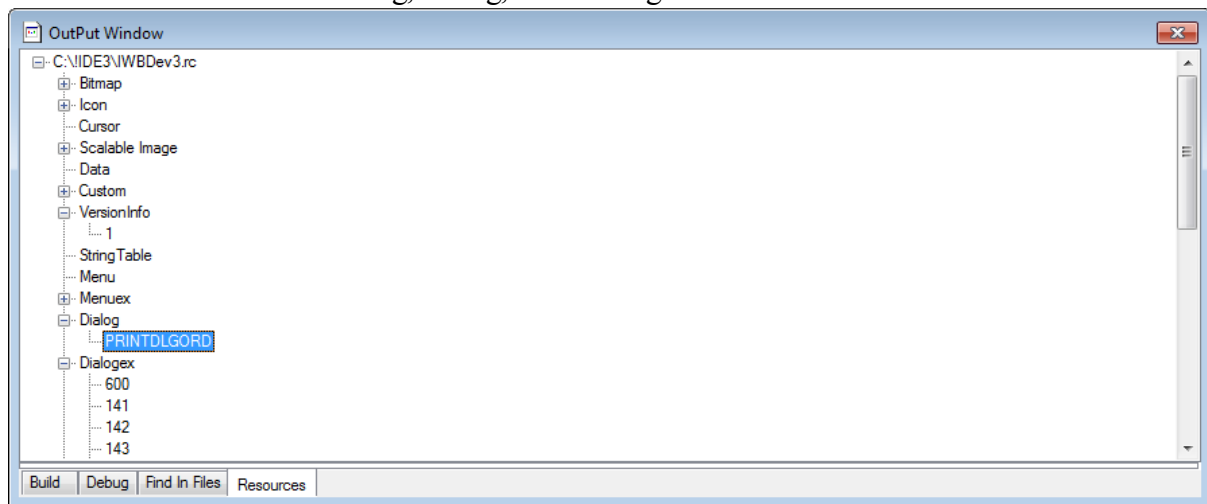 OutPut Window
C:\!IDE3\IWBDev3.rc
Bitmap
Icon
Cursor
Scalable Image
Data
Custom
VersionInfo
1
StringTable
Menu
Menuex
Dialog
PRINTDLGORD
Dialogex
600
141
142
143
Build Debug Find In Files Resources